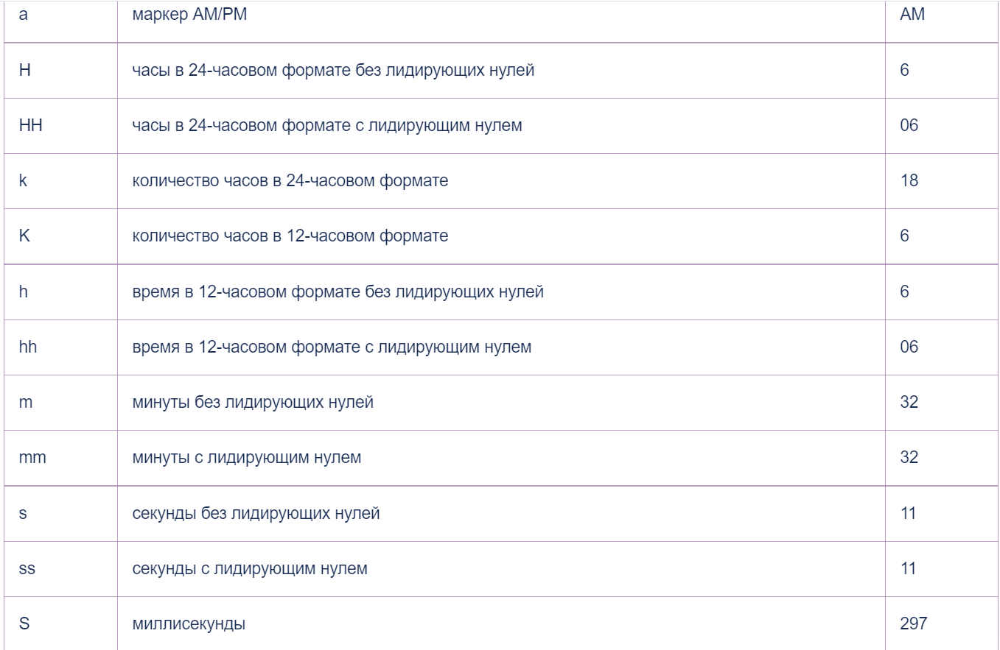 a маркер AM/PM AM
H часы в 24-часовом формате без лидирующих нулей 6
HH часы в 24-часовом формате с лидирующим нулем 06
k количество часов в 24-часовом формате 18
K количество часов в 12-часовом формате 6
h время в 12-часовом формате без лидирующих нулей 6
hh время в 12-часовом формате с лидирующим нулем 06
m минуты без лидирующих нулей 32
mm минуты с лидирующим нулем 32
s секунды без лидирующих нулей 11
ss секунды с лидирующим нулем 11
S миллисекунды 297